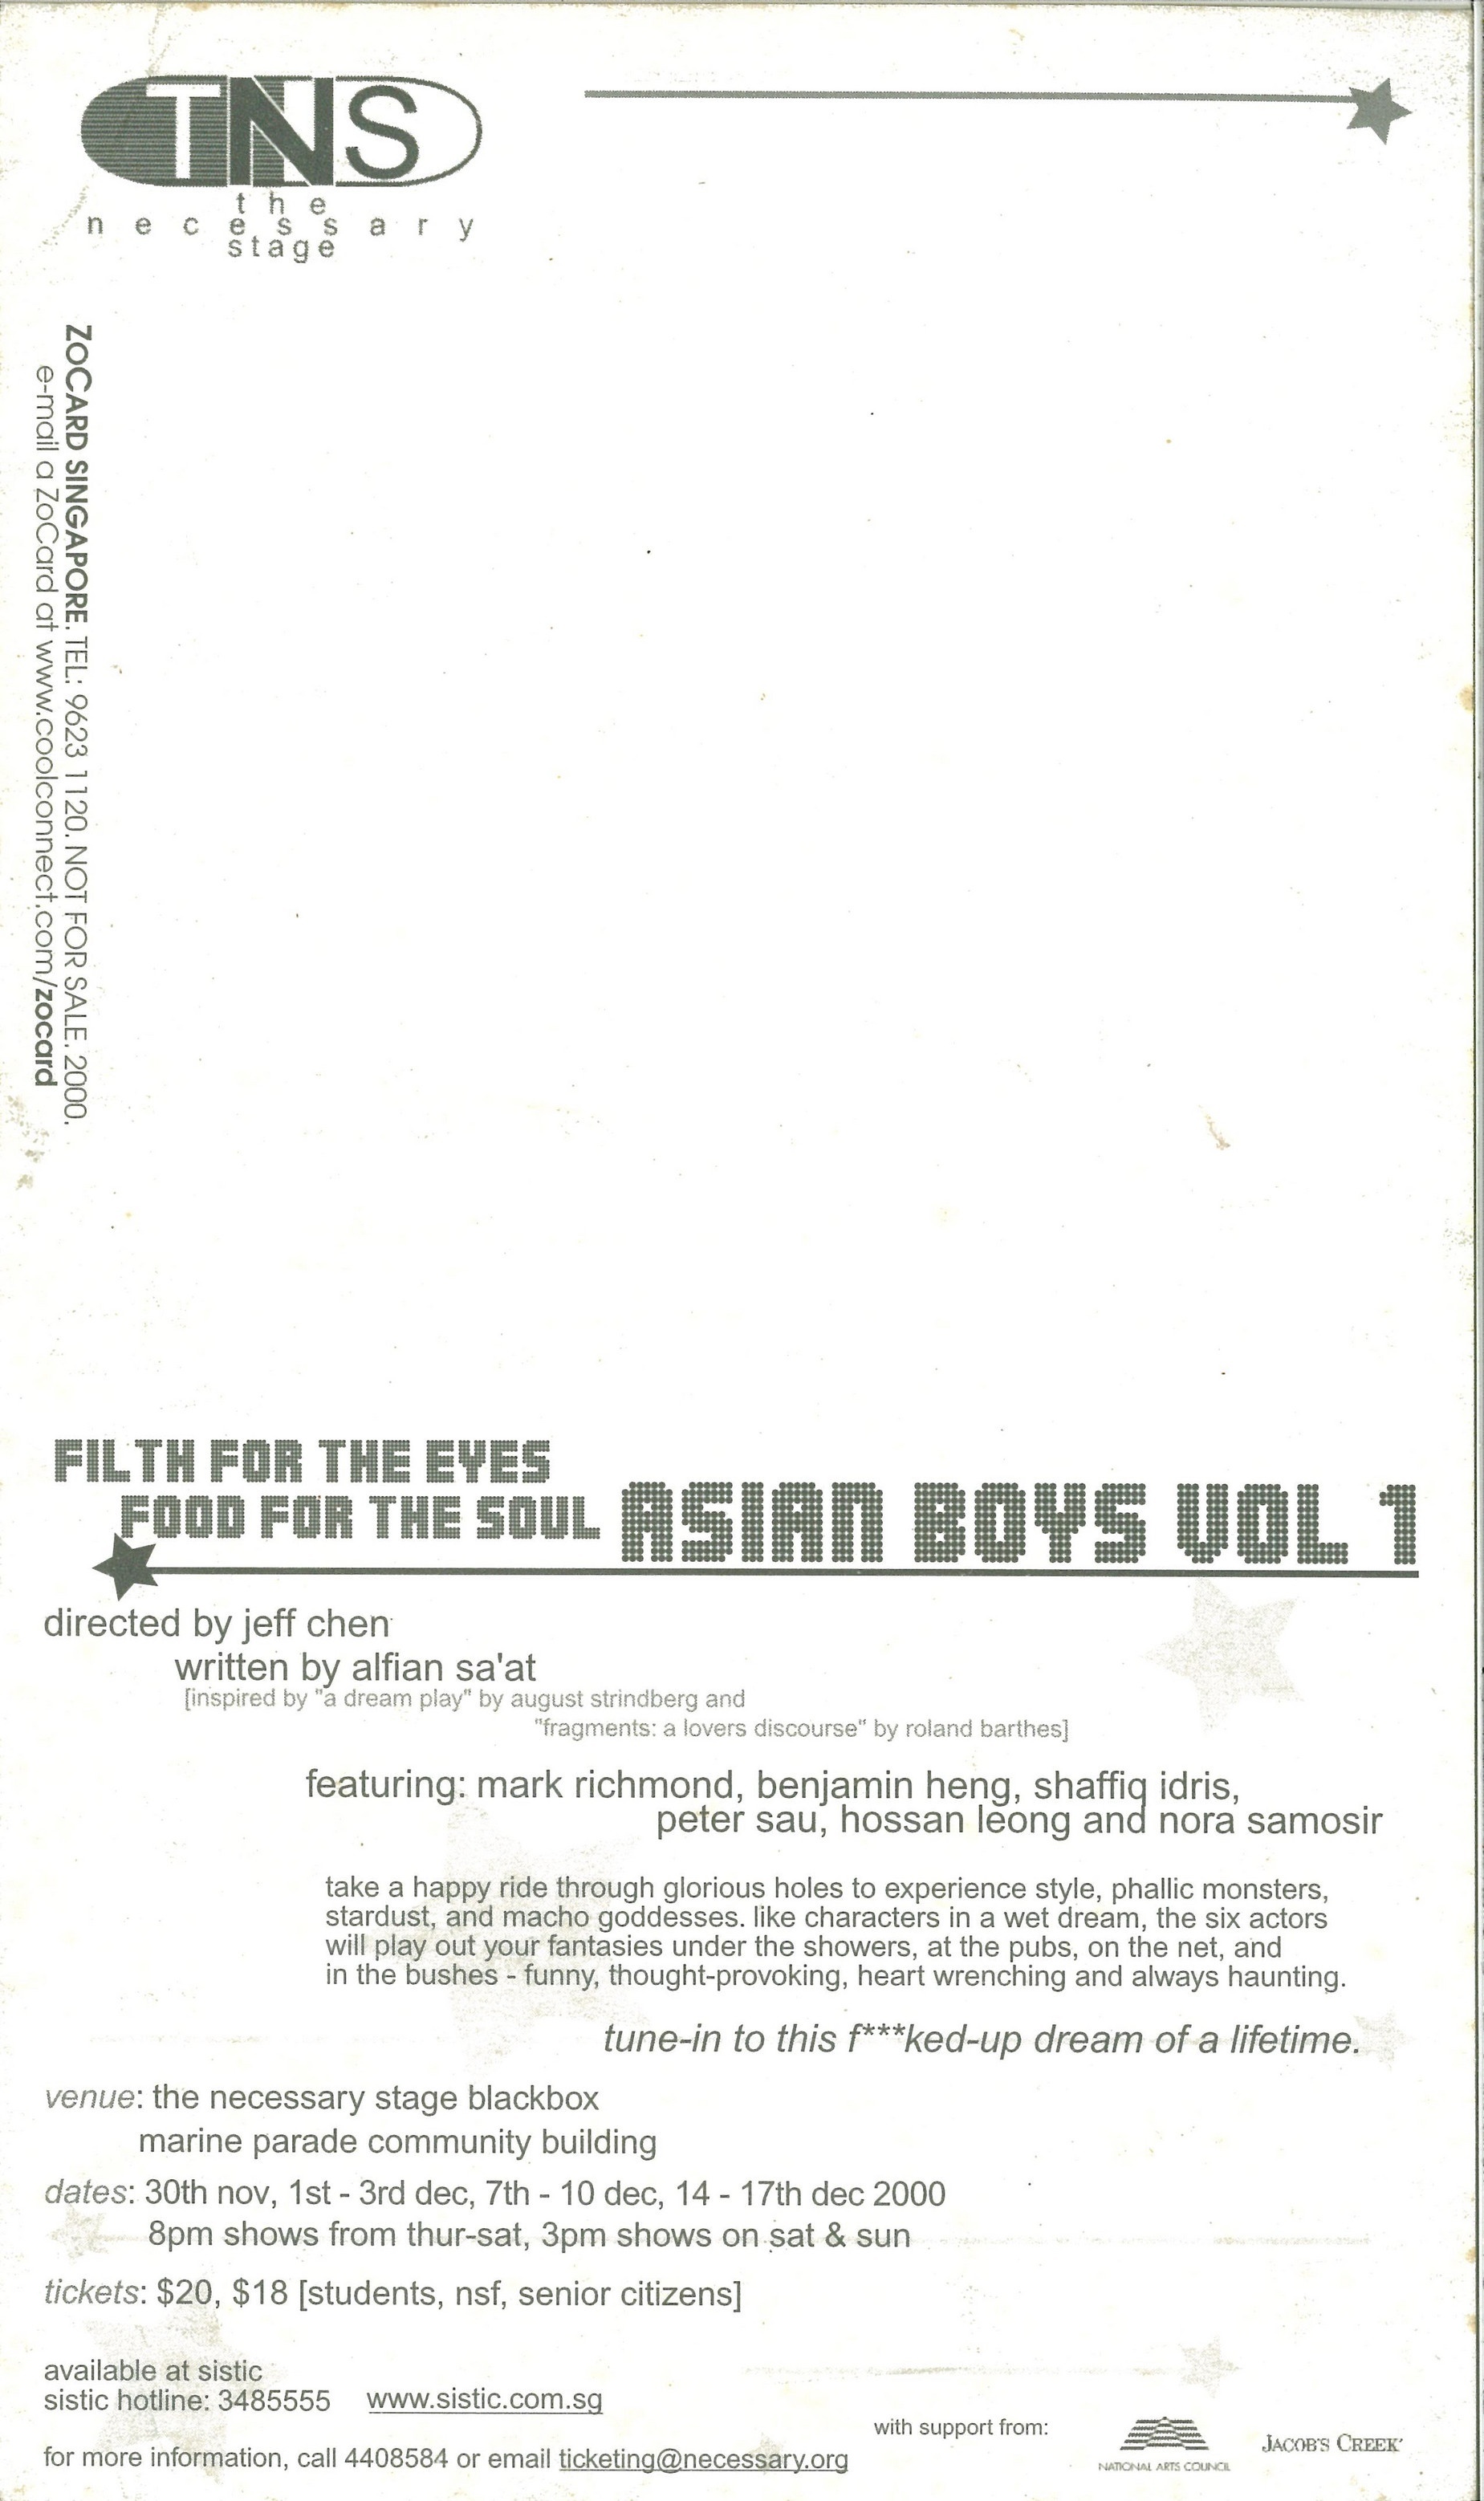 TNS
the
necessary
stage
ZOCARD SINGAPORE. TEL: 9623 1120. NOT FOR SALE. 2000.
e-mail a ZoCard at www.coolconnect.com/zocard
FILTH FOR THE EYES
FOOD FOR THE SOUL
ASIAN BOYS VOL 1
directed by jeff chen
written by alfian sa'at
[inspired by "a dream play" by august strindberg and
"fragments: a lovers discourse" by roland barthes]
featuring: mark richmond, benjamin heng, shaffiq idris,
peter sau, hossan leong and nora samosir
take a happy ride through glorious holes to experience style, phallic monsters,
stardust, and macho goddesses. like characters in a wet dream, the six actors
will play out your fantasies under the showers, at the pubs, on the net, and
in the bushes - funny, thought-provoking, heart wrenching and always haunting.
tune-in to this f***ked-up dream of a lifetime.
venue: the necessary stage blackbox
marine parade community building
dates: 30th nov, 1st - 3rd dec, 7th - 10 dec, 14 - 17th dec 2000
8pm shows from thur-sat, 3pm shows on sat & sun
tickets: $20, $18 [students, nsf, senior citizens]
available at sistic
sistic hotline: 3485555 www.sistic.com.sg
for more information, call 4408584 or email ticketing@necessary.org
with support from:
NATIONAL ARTS COUNCIL
JACOB'S CREEK